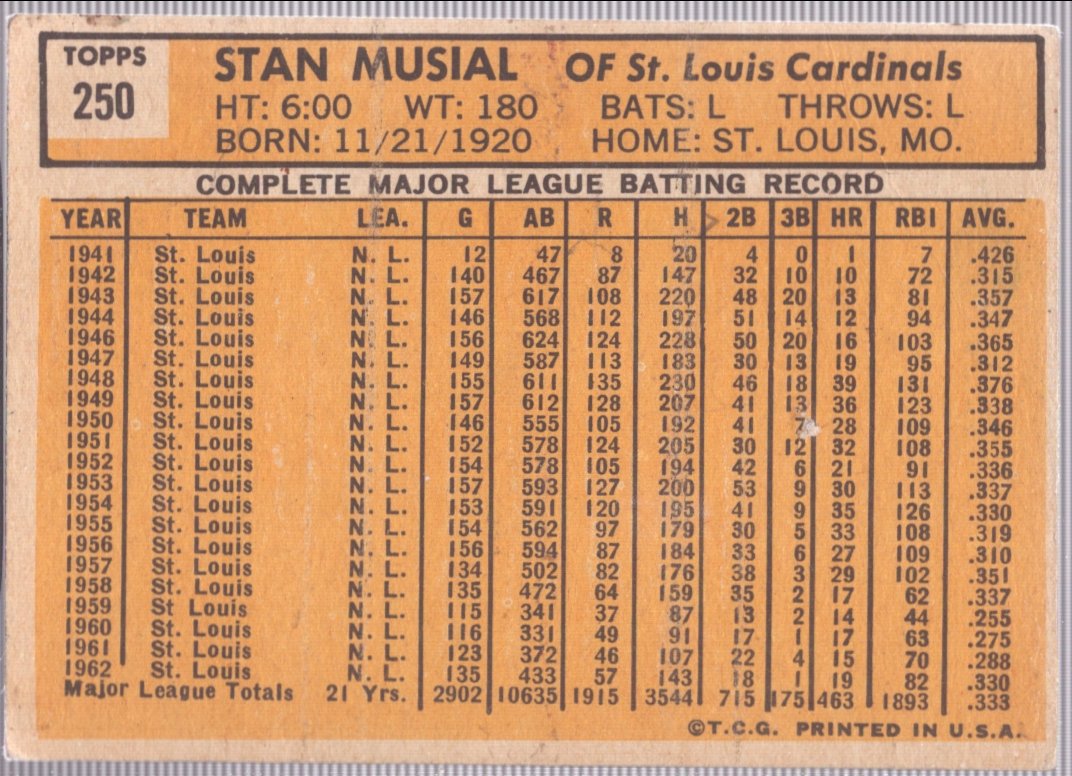 TOPPS
250
STAN MUSIAL OF St. Louis Cardinals
HT: 6:00 WT: 180 BATS: L THROWS: L
BORN: 11/21/1920 HOME: ST. LOUIS, MO.
COMPLETE MAJOR LEAGUE BATTING RECORD
YEAR TEAM LEA. G AB R H 2B 3B HR RBI AVG.
1941 St. Louis N. L. 12 47 8 20 4 0 1 7 .426
1942 St. Louis N. L. 140 467 87 147 32 10 10 72 .315
1943 St. Louis N. L. 157 617 108 220 48 20 13 81 .357
1944 St. Louis N. L. 146 568 112 197 51 14 12 94 .347
1946 St. Louis N. L. 156 624 124 228 50 20 16 103 .365
1947 St. Louis N. L. 149 587 113 183 30 13 19 95 .312
1948 St. Louis N. L. 155 611 135 230 46 18 39 131 .376
1949 St. Louis N. L. 157 612 128 207 41 13 36 123 .338
1950 St. Louis N. L. 146 555 105 192 41 7 28 109 .346
1951 St. Louis N. L. 152 578 124 205 30 12 32 108 .355
1952 St. Louis N. L. 154 578 105 194 42 6 21 91 .336
1953 St. Louis N. L. 157 593 127 200 53 9 30 113 .337
1954 St. Louis N. L. 153 591 120 195 41 9 35 126 .330
1955 St. Louis N. L. 154 562 97 179 30 5 33 108 .319
1956 St. Louis N. L. 156 594 87 184 33 6 27 109 .310
1957 St. Louis N. L. 134 502 82 176 38 3 29 102 .351
1958 St. Louis N. L. 135 472 64 159 35 2 17 62 .337
1959 St Louis N. L. 115 341 37 87 13 2 14 44 .255
1960 St. Louis N. L. 116 331 49 91 17 1 17 63 .275
1961 St. Louis N. L. 123 372 46 107 22 4 15 70 .288
1962 St. Louis N. L. 135 433 57 143 18 1 19 82 .330
Major League Totals 21 Yrs. 2902 10635 1915 3544 715 175 463 1893 .333
©T.C.G. PRINTED IN U.S.A.